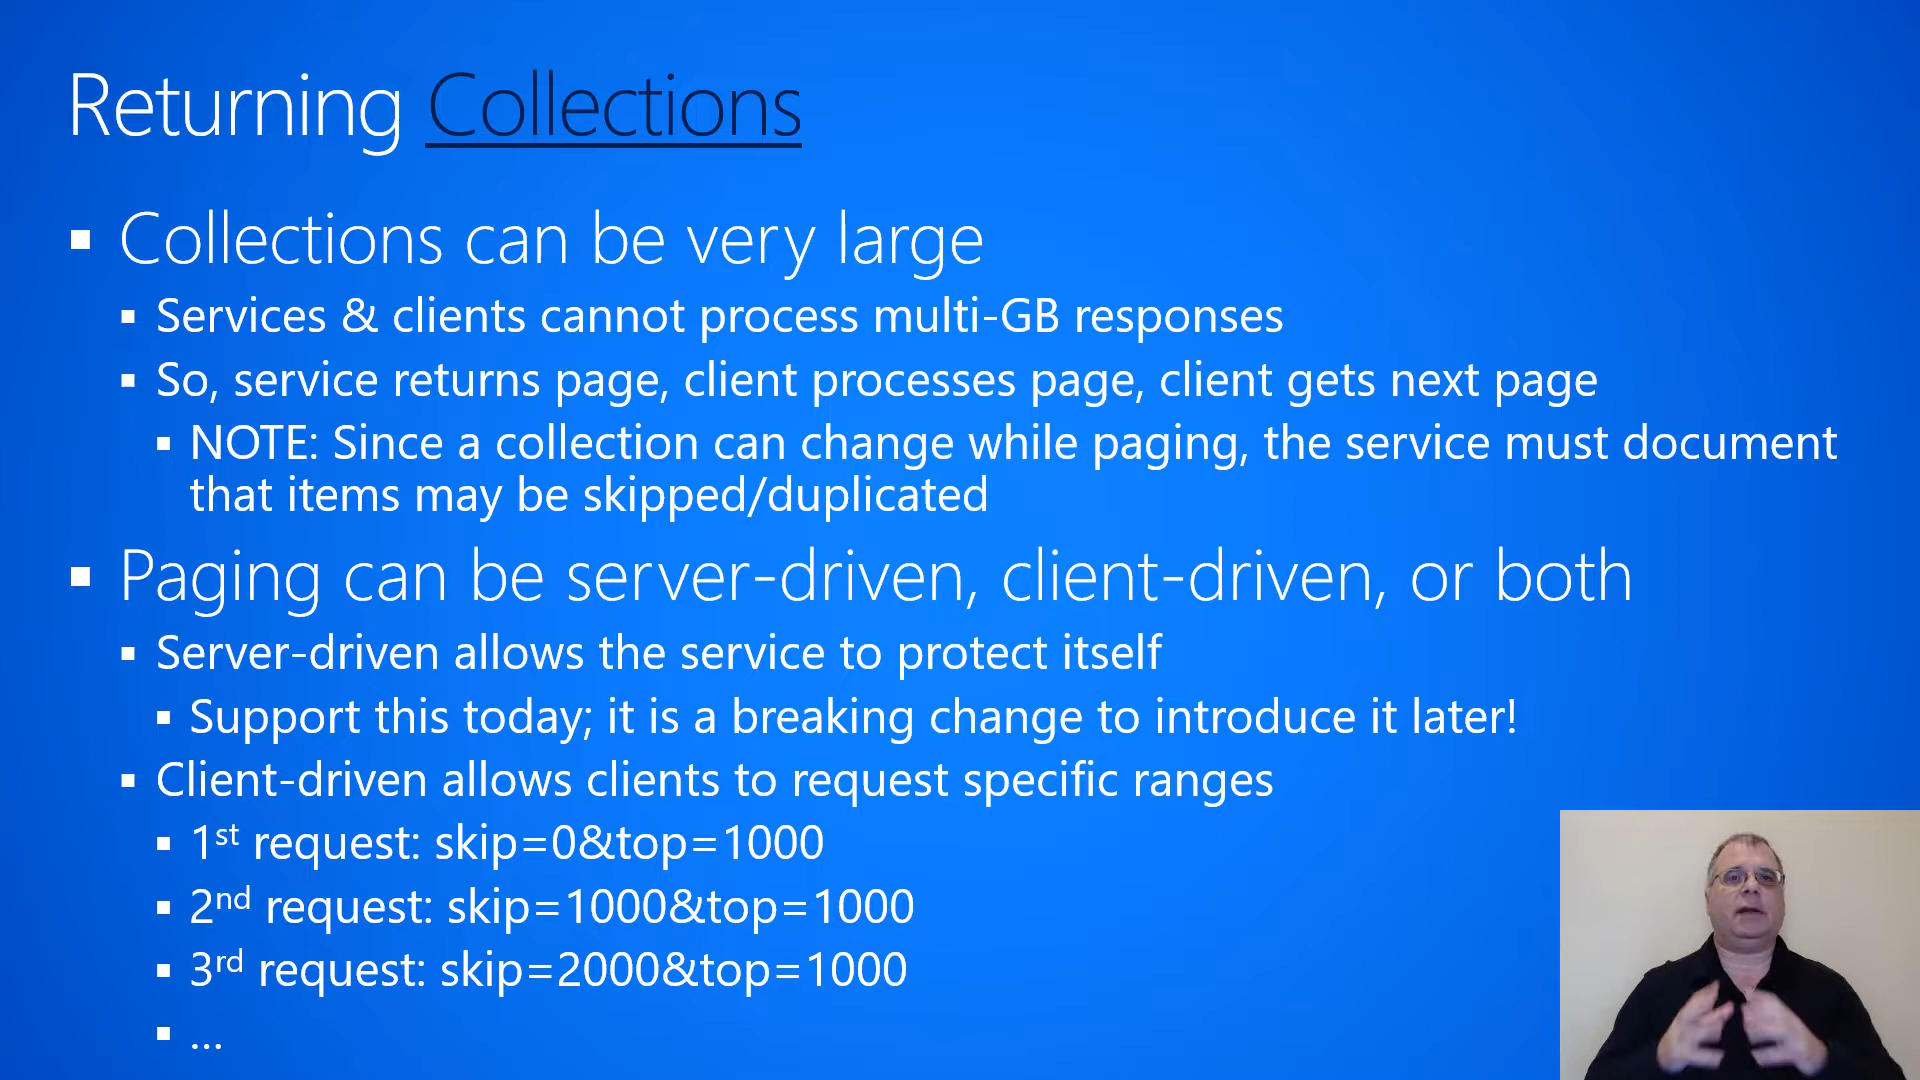 Returning Collections
Collections can be very large
Services & clients cannot process multi-GB responses
So, service returns page, client processes page, client gets next page
NOTE: Since a collection can change while paging, the service must document
that items may be skipped/duplicated
Paging can be server-driven, client-driven, or both
Server-driven allows the service to protect itself
Support this today; it is a breaking change to introduce it later!
Client-driven allows clients to request specific ranges
1st request: skip=0&top=1000
2nd request: skip=1000&top=1000
3rd request: skip=2000&top=1000
...